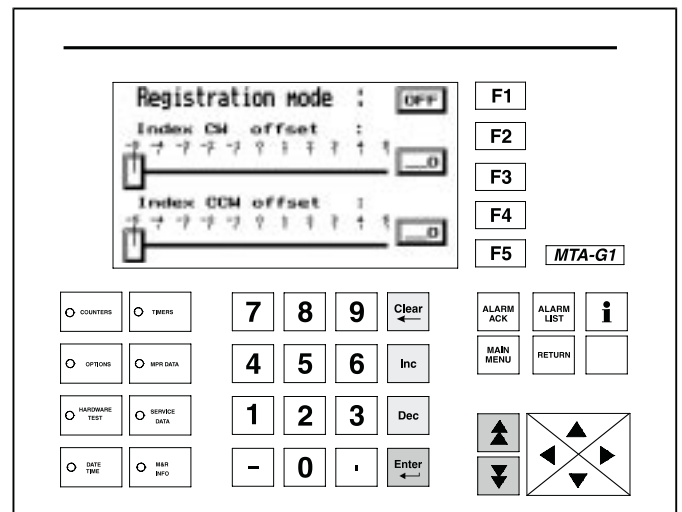 Registration mode : OFF
Index CW offset :
0
Index CCW offset :
0
F1
F2
F3
F4
F5
MTA-G1
COUNTERS TIMERS
OPTIONS MPR DATA
HARDWARE TEST SERVICE DATA
DATE TIME M&R INFO
7 8 9 Clear
4 5 6 Inc
1 2 3 Dec
- 0 . Enter
ALARM ACK ALARM LIST i
MAIN MENU RETURN